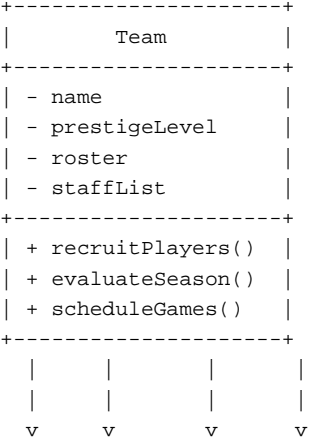 +---------------------+
|        Team         |
+---------------------+
| - name              |
| - prestigeLevel     |
| - roster            |
| - staffList         |
+---------------------+
| + recruitPlayers()  |
| + evaluateSeason()  |
| + scheduleGames()   |
+---------------------+
  |     |       |      |
  |     |       |      |
  v     v       v      v